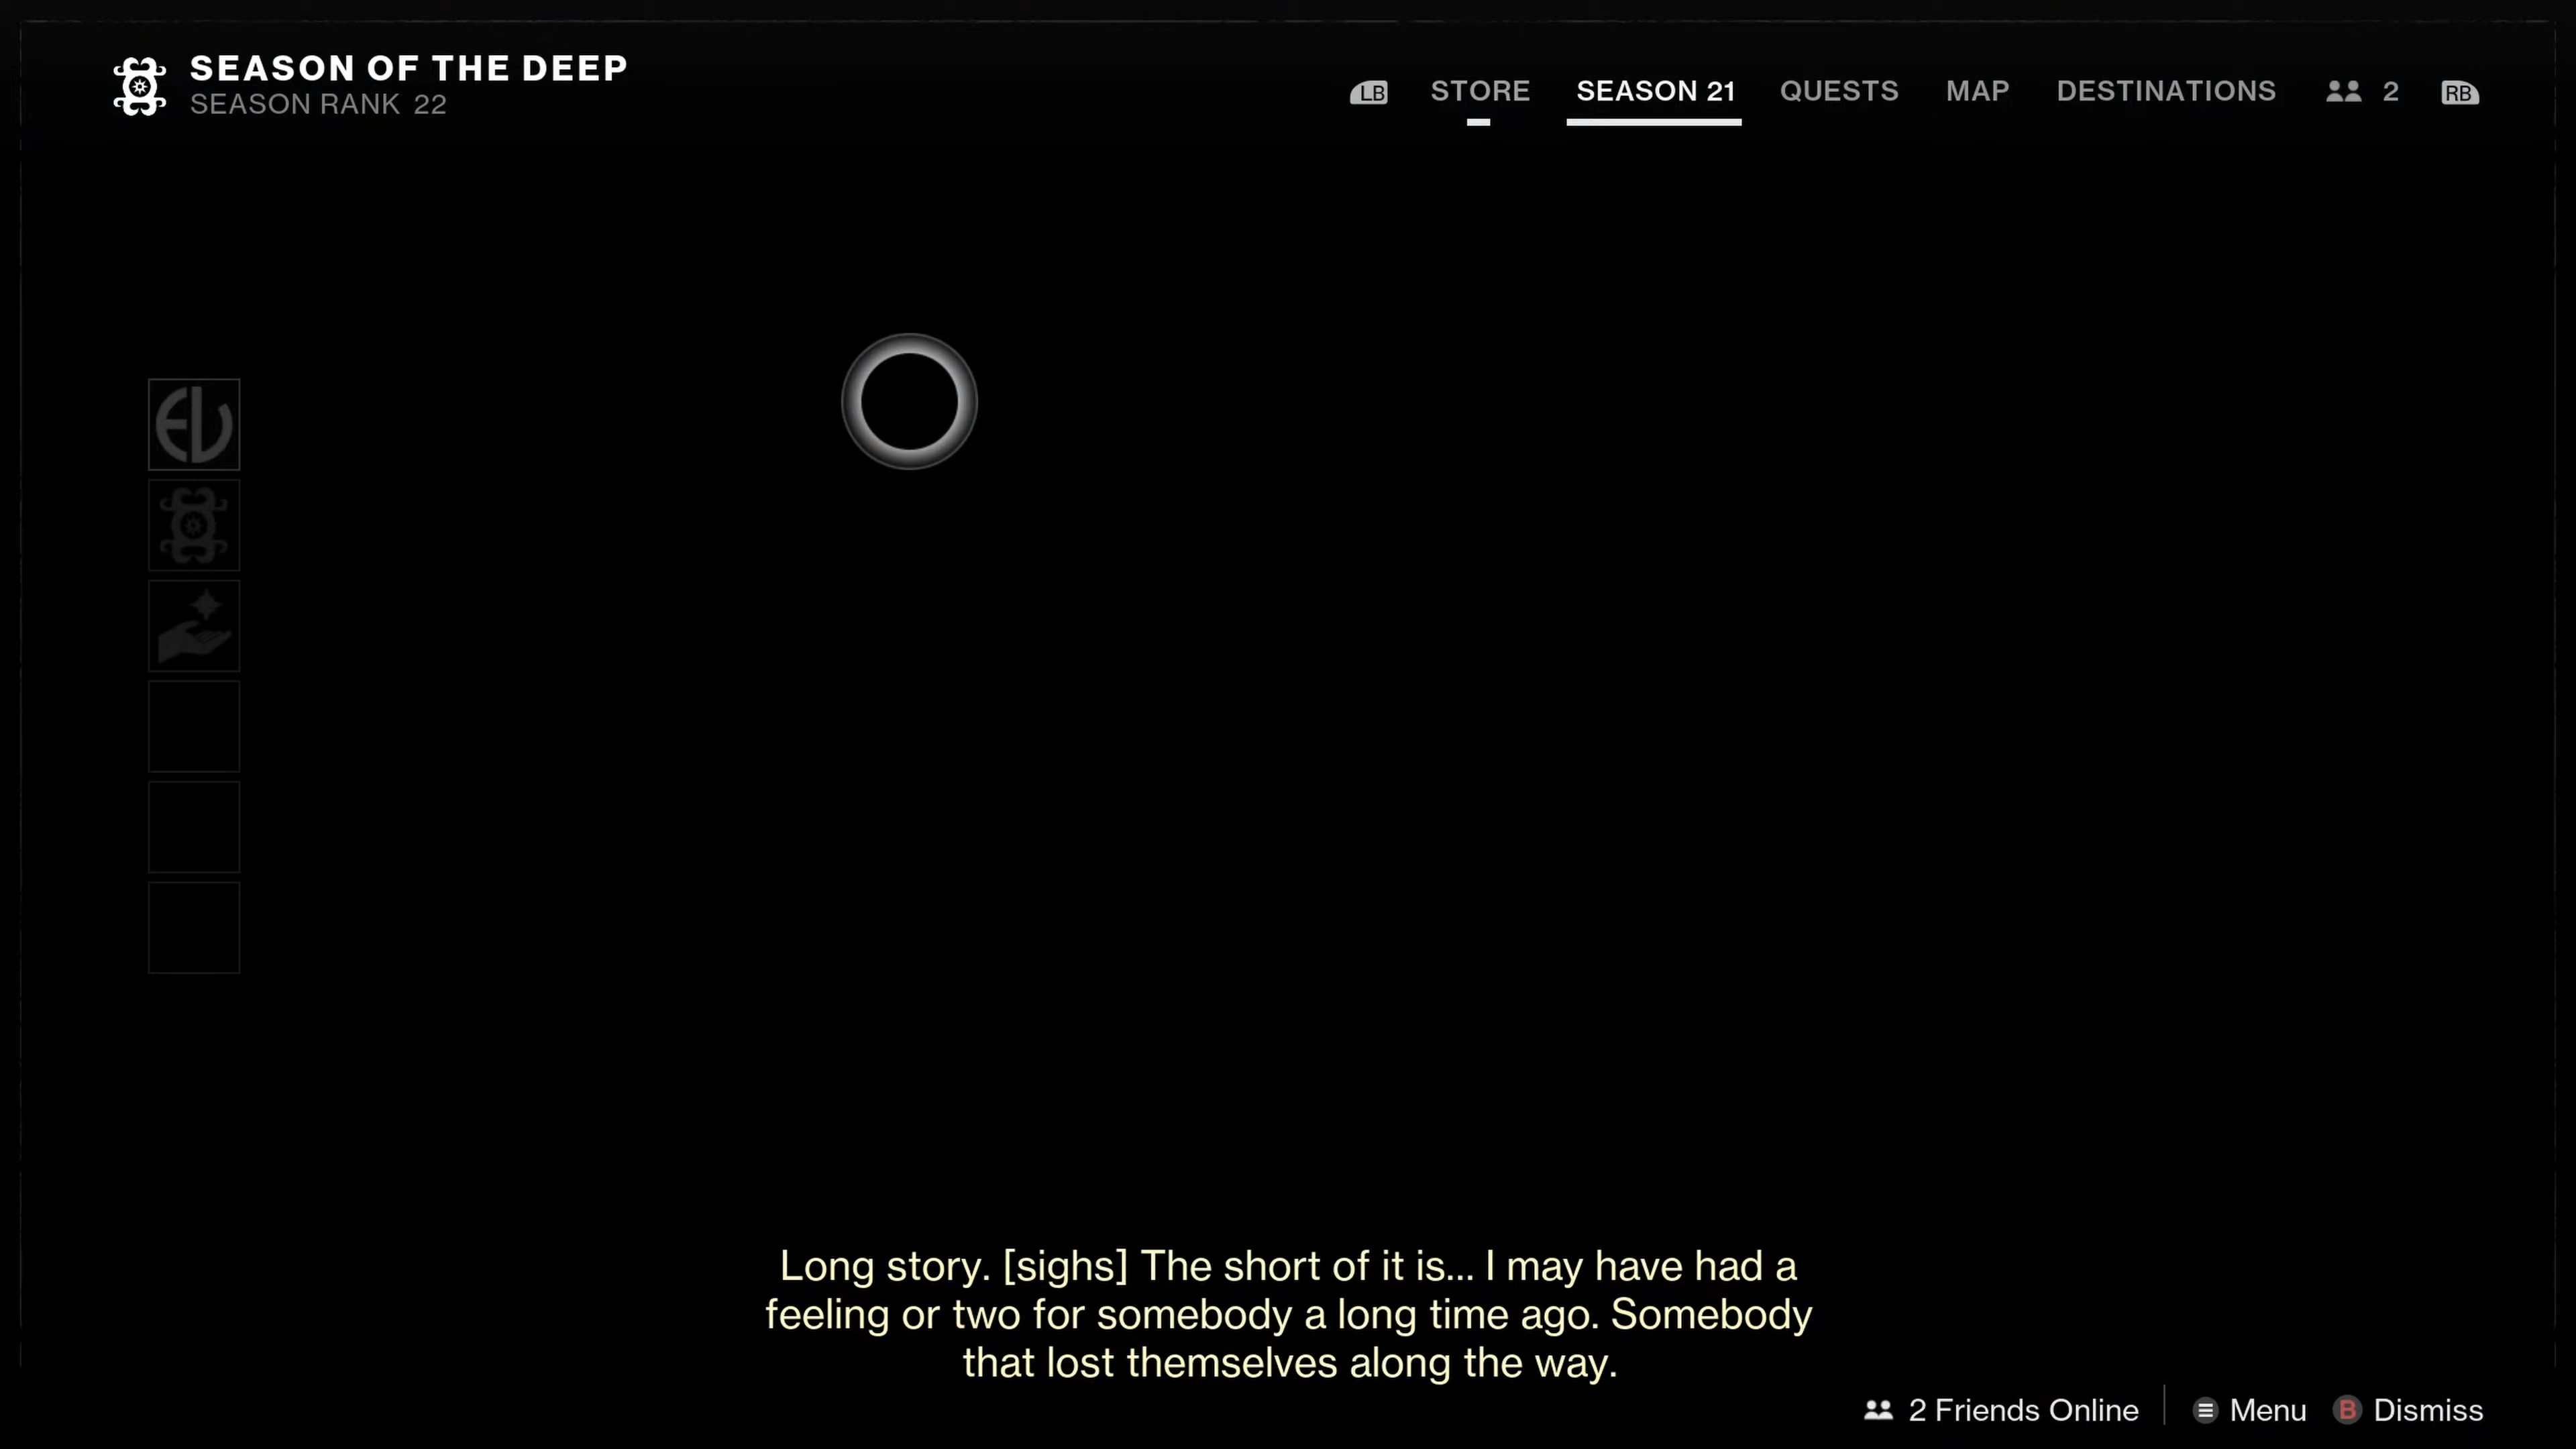 SEASON OF THE DEEP
SEASON RANK 22
LB STORE SEASON 21 QUESTS MAP DESTINATIONS 2 RB
Long story. [sighs] The short of it is... I may have had a
feeling or two for somebody a long time ago. Somebody
that lost themselves along the way.
2 Friends Online Menu B Dismiss